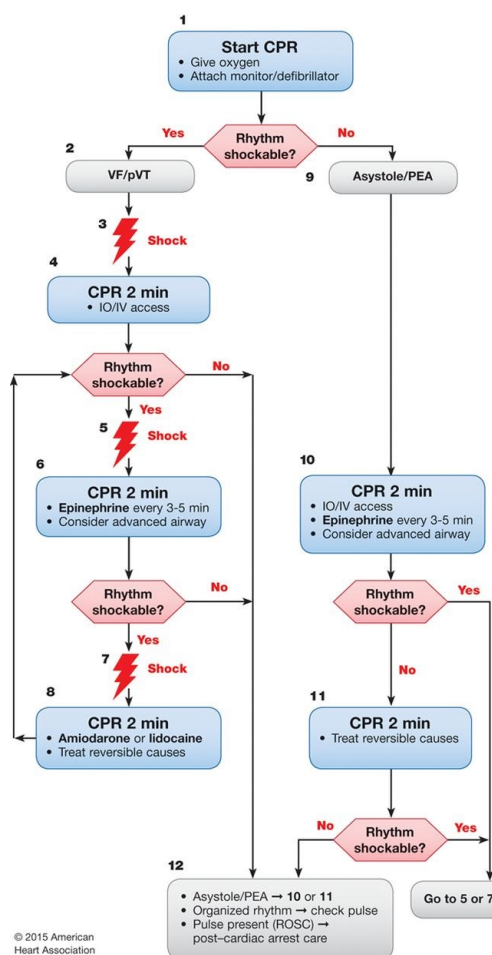 1
Start CPR
• Give oxygen
• Attach monitor/defibrillator
Yes
Rhythm
shockable?
No
2
VF/pVT
9
Asystole/PEA
3
Shock
4
CPR 2 min
• IO/IV access
Rhythm
shockable?
No
Yes
5
Shock
6
CPR 2 min
• Epinephrine every 3-5 min
• Consider advanced airway
10
CPR 2 min
• IO/IV access
• Epinephrine every 3-5 min
• Consider advanced airway
Rhythm
shockable?
No
Rhythm
shockable?
Yes
Yes
7
Shock
No
8
CPR 2 min
• Amiodarone or lidocaine
• Treat reversible causes
11
CPR 2 min
• Treat reversible causes
No
Rhythm
shockable?
Yes
12
• Asystole/PEA → 10 or 11
• Organized rhythm → check pulse
• Pulse present (ROSC) →
post–cardiac arrest care
Go to 5 or 7
© 2015 American
Heart Association